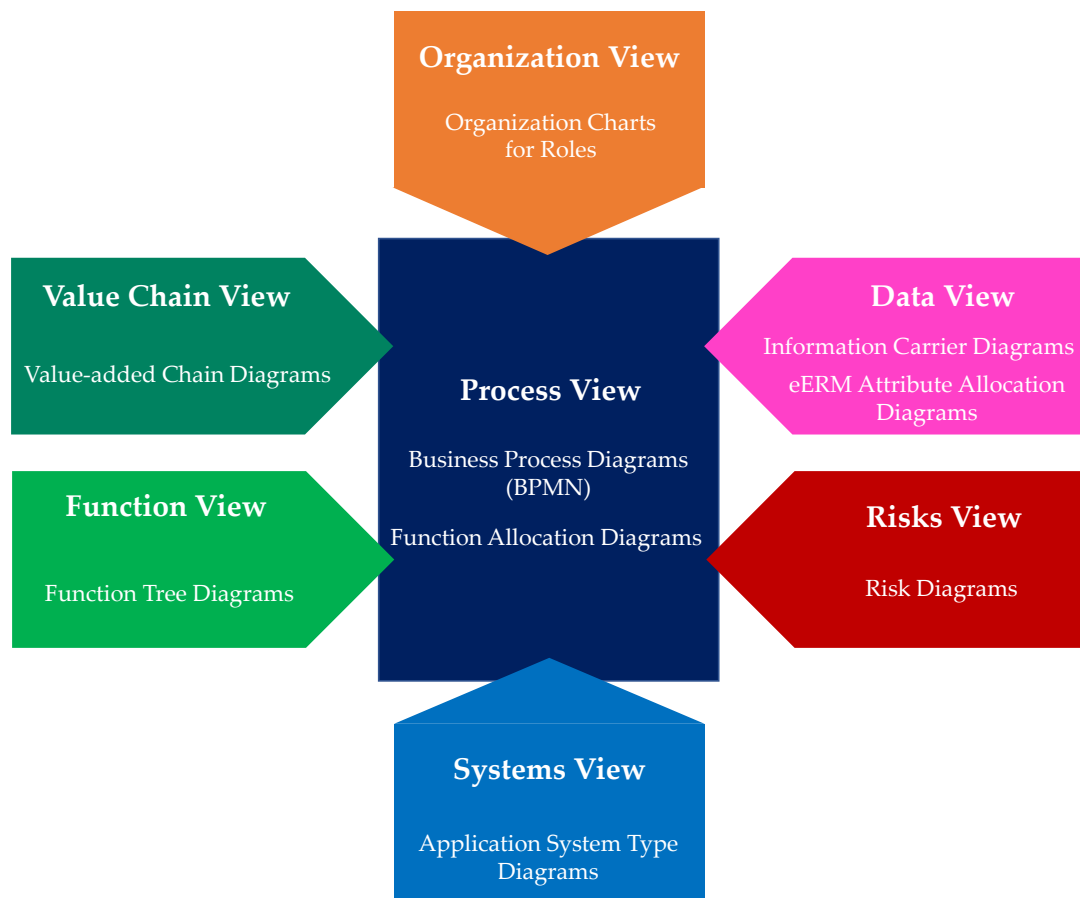 Organization View
Organization Charts
for Roles
Value Chain View
Value-added Chain Diagrams
Data View
Information Carrier Diagrams
eERM Attribute Allocation
Diagrams
Process View
Business Process Diagrams
(BPMN)
Function Allocation Diagrams
Function View
Function Tree Diagrams
Risks View
Risk Diagrams
Systems View
Application System Type
Diagrams